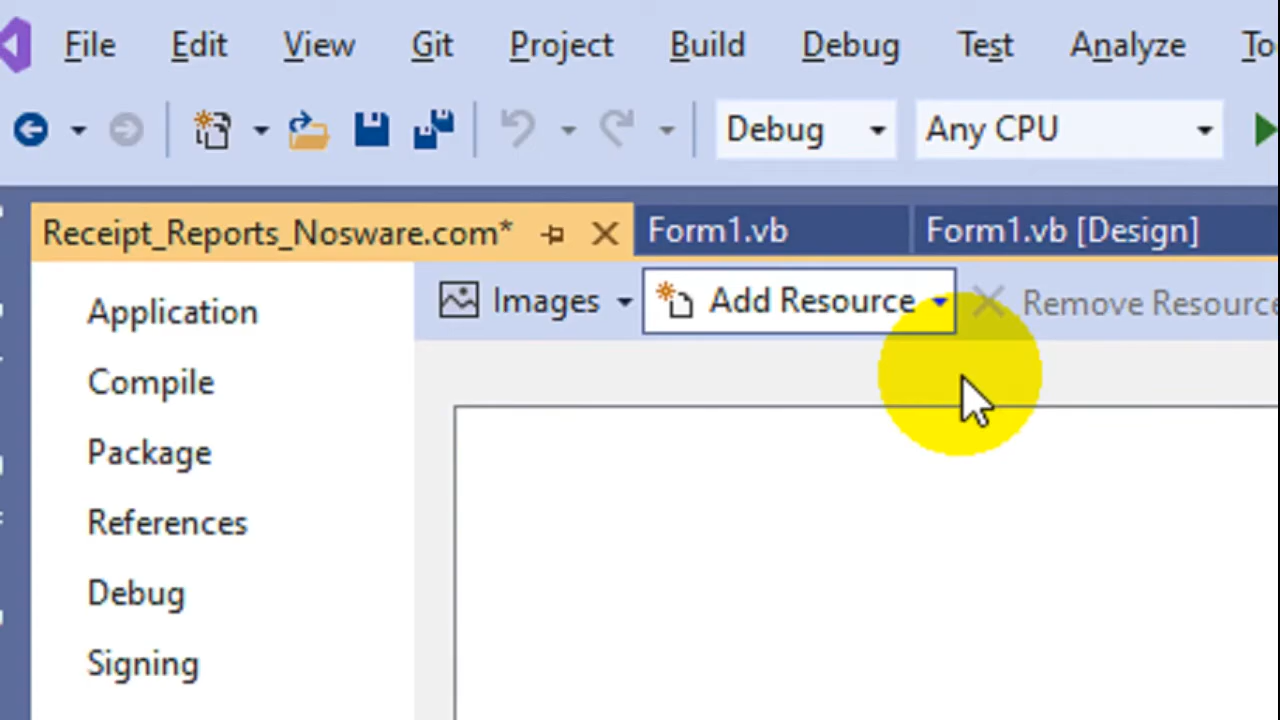 File Edit View Git Project Build Debug Test Analyze To
Debug Any CPU
Receipt_Reports_Nosware.com* Form1.vb Form1.vb [Design]
Images Add Resource Remove Resource
Application
Compile
Package
References
Debug
Signing